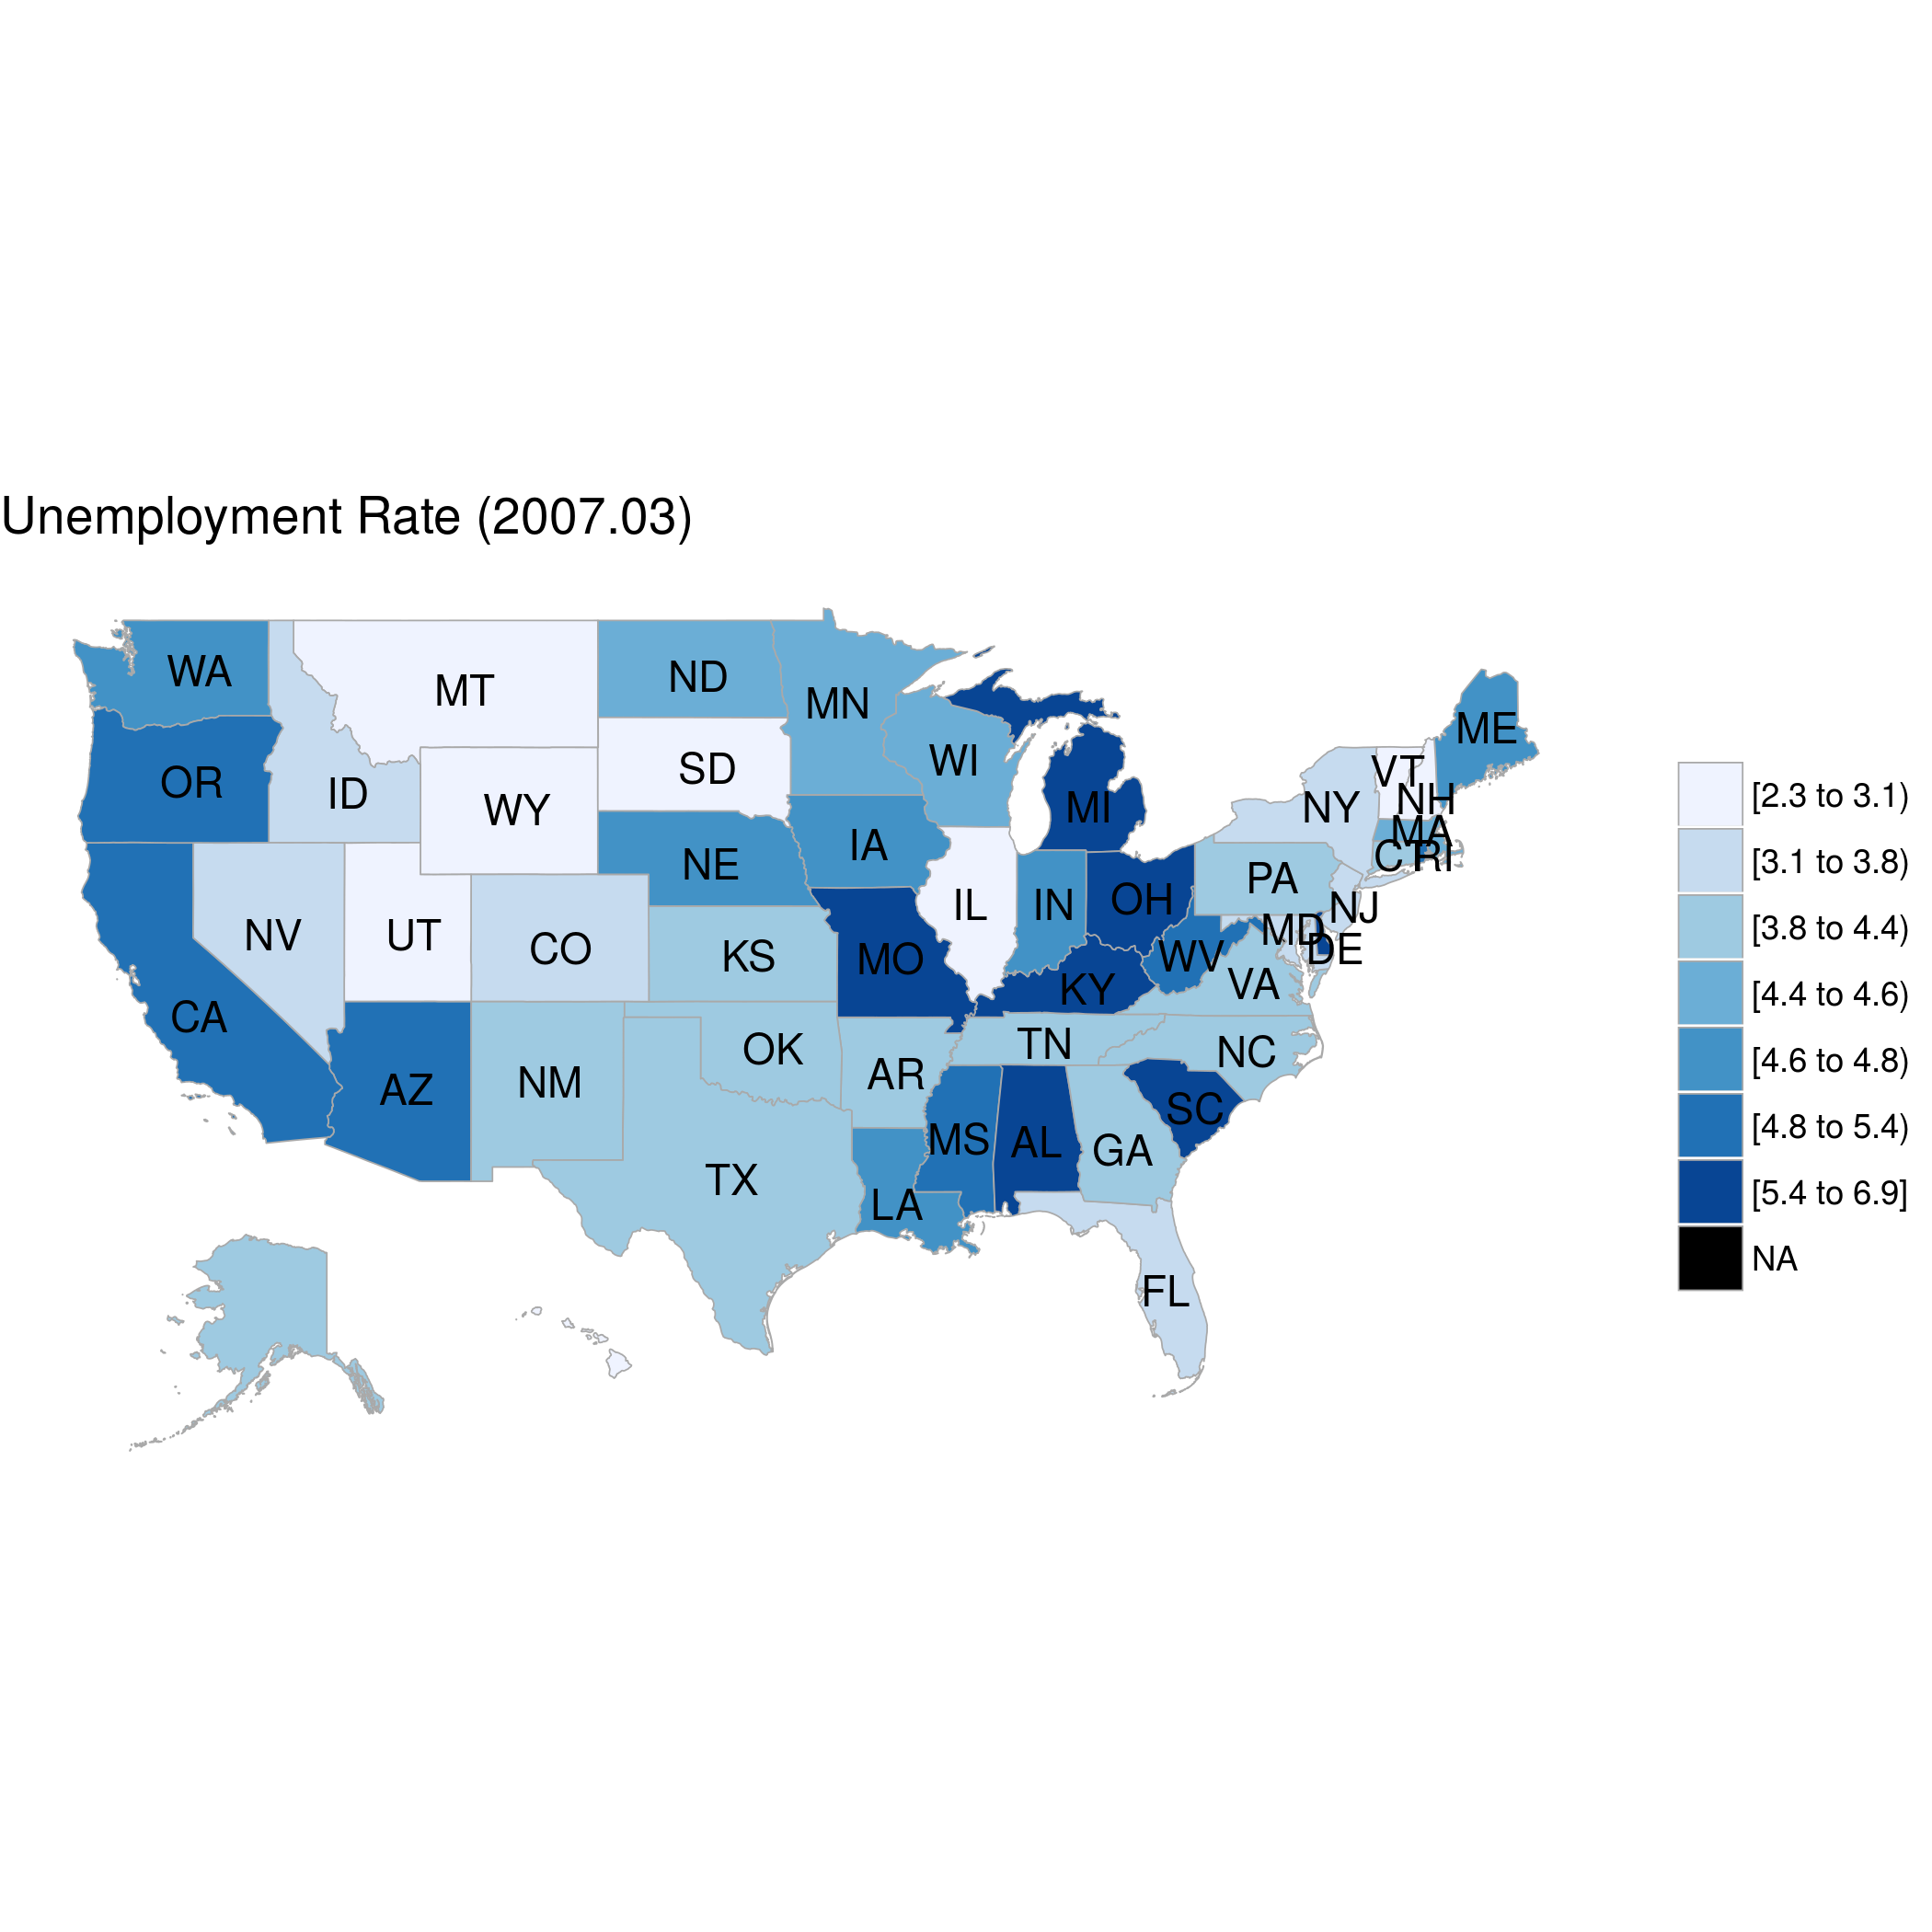 Unemployment Rate (2007.03)
WA
MT
ND
MN
ME
OR
ID
WY
SD
WI
MI
NY
VT
NH
MA
C
RI
NE
IA
PA
NV
UT
CO
KS
MO
IL
IN
OH
NJ
MD
DE
WV
VA
KY
CA
AZ
NM
OK
AR
TN
NC
SC
TX
LA
MS
AL
GA
FL
[2.3 to 3.1)
[3.1 to 3.8)
[3.8 to 4.4)
[4.4 to 4.6)
[4.6 to 4.8)
[4.8 to 5.4)
[5.4 to 6.9]
NA